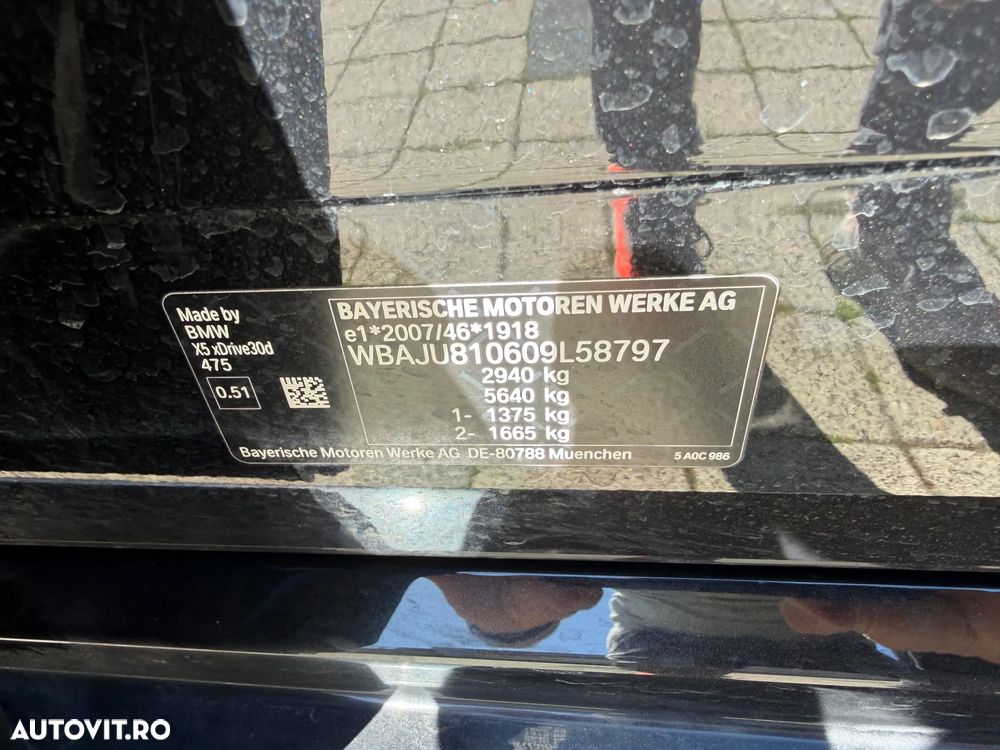 Made by
BMW
X5 xDrive30d
475
0.51
BAYERISCHE MOTOREN WERKE AG
e1*2007/46*1918
WBAJU810609L58797
2940 kg
5640 kg
1- 1375 kg
2- 1665 kg
Bayerische Motoren Werke AG DE-80788 Muenchen
5 A0C 986
AUTOVIT.RO